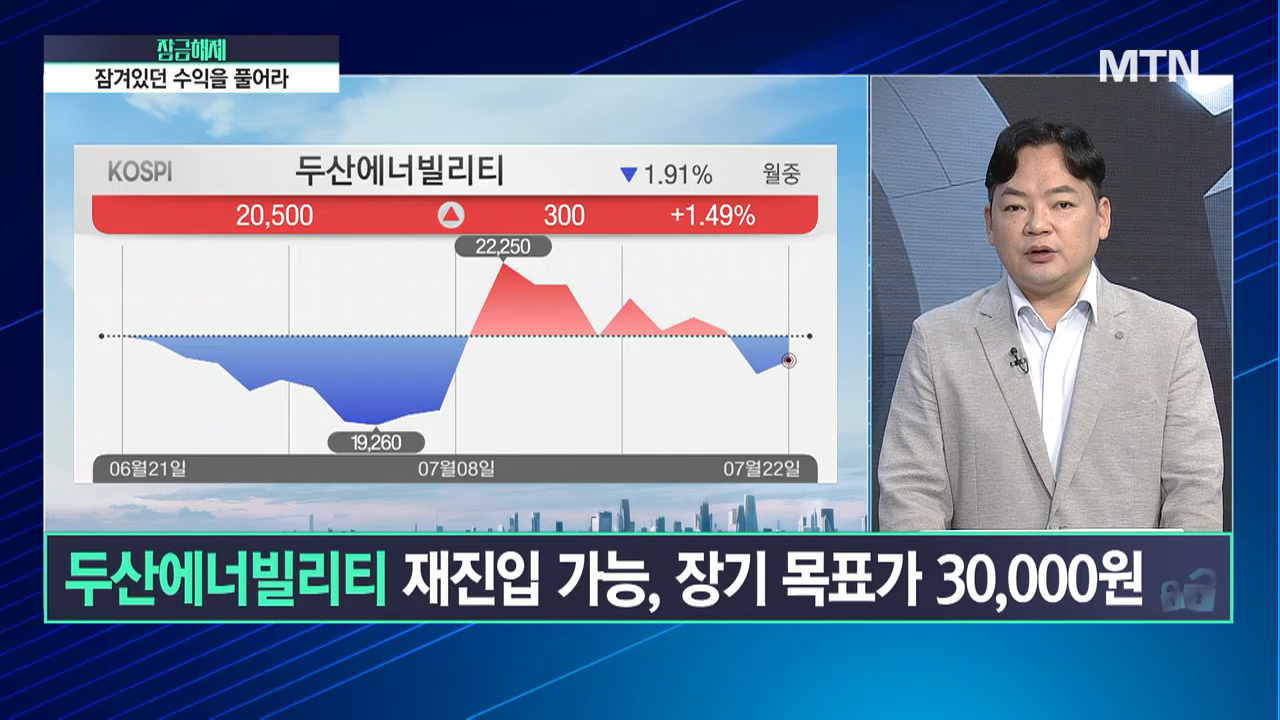 잠금해제
잠겨있던 수익을 풀어라
MTN
KOSPI 두산에너빌리티 ▼1.91% 월중
20,500 ▲ 300 +1.49%
22,250
19,260
06월21일 07월08일 07월22일
두산에너빌리티 재진입 가능, 장기 목표가 30,000원